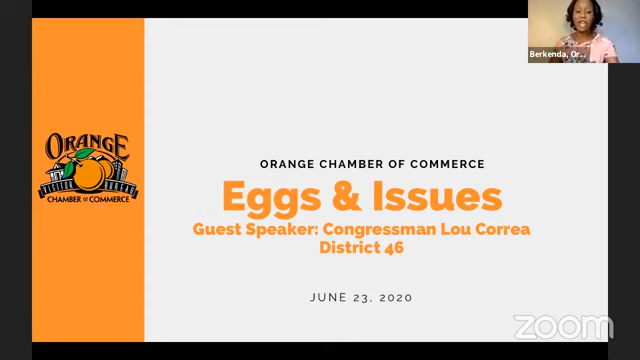 Berkenda, Or...
ORANGE
VISITOR BUREAU
CHAMBER OF COMMERCE
ORANGE CHAMBER OF COMMERCE
Eggs & Issues
Guest Speaker: Congressman Lou Correa
District 46
JUNE 23, 2020
zoom